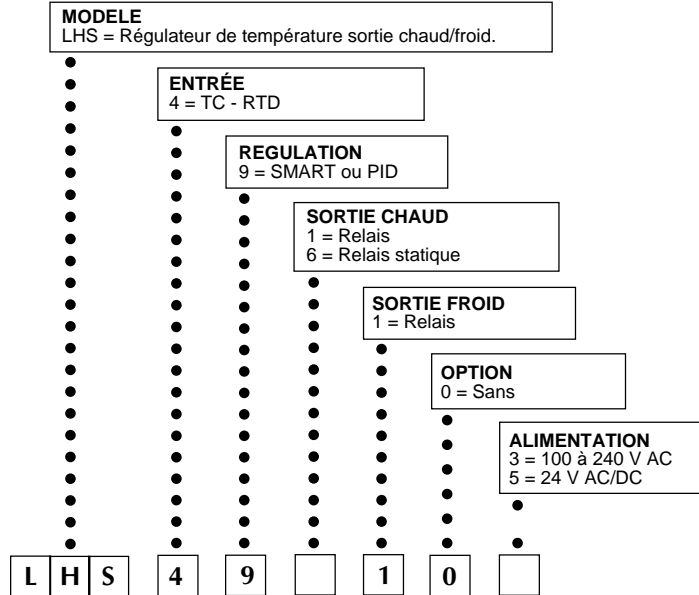 MODELE
LHS = Régulateur de température sortie chaud/froid.
ENTRÉE
4 = TC - RTD
REGULATION
9 = SMART ou PID
SORTIE CHAUD
1 = Relais
6 = Relais statique
SORTIE FROID
1 = Relais
OPTION
0 = Sans
ALIMENTATION
3 = 100 à 240 V AC
5 = 24 V AC/DC
L H S 4 9 1 0